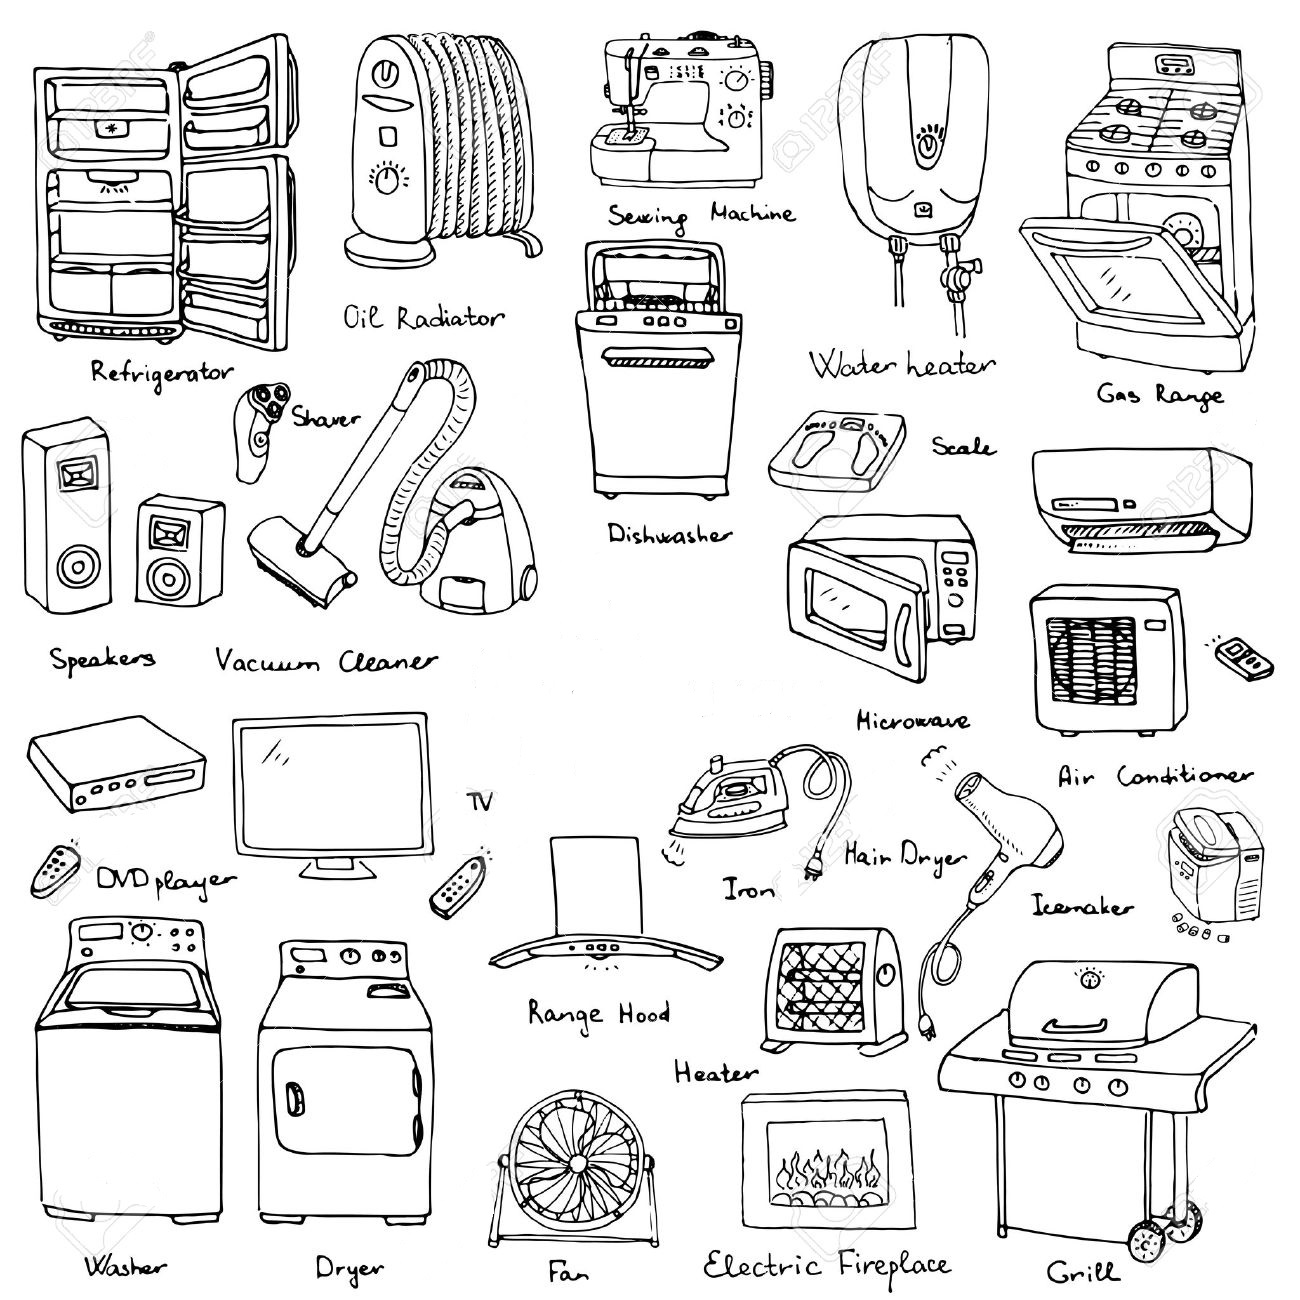 Sewing Machine
Oil Radiator
Refrigerator
Water heater
Gas Range
Shaver
Scale
Dishwasher
Speakers
Vacuum Cleaner
Microwave
Air Conditioner
TV
DVD player
Iron
Hair Dryer
Icemaker
Range Hood
Heater
Washer
Dryer
Fan
Electric Fireplace
Grill